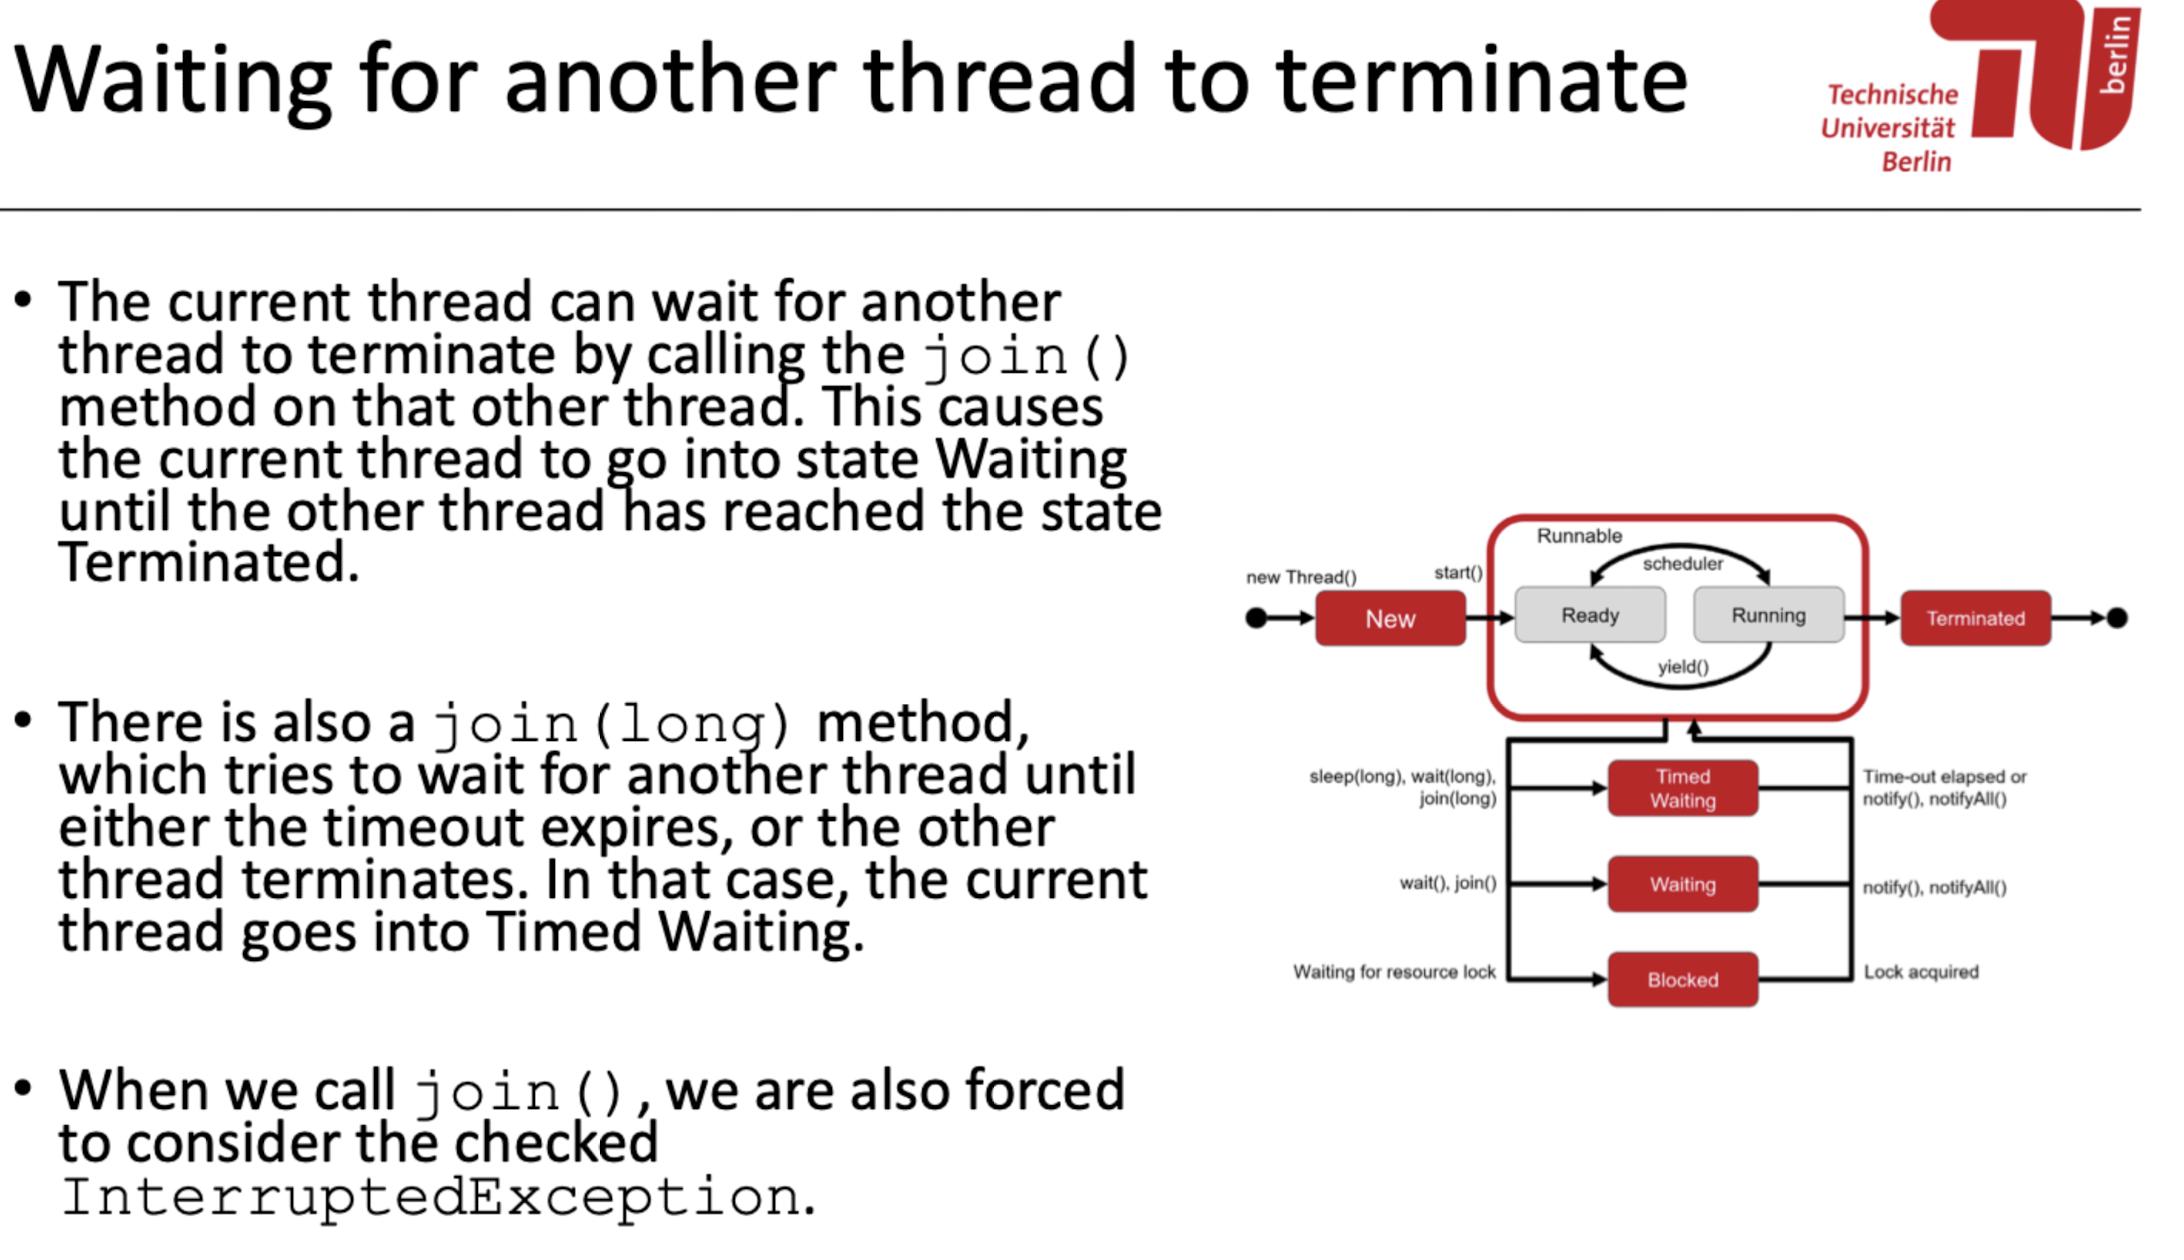 Waiting for another thread to terminate
Technische
Universität
Berlin
berlin
• The current thread can wait for another
thread to terminate by calling the join()
method on that other thread. This causes
the current thread to go into state Waiting
until the other thread has reached the state
Terminated.
• There is also a join(long) method,
which tries to wait for another thread until
either the timeout expires, or the other
thread terminates. In that case, the current
thread goes into Timed Waiting.
• When we call join(), we are also forced
to consider the checked
InterruptedException.
Runnable
new Thread()
start()
scheduler
New
Ready
Running
Terminated
yield()
sleep(long), wait(long),
join(long)
Timed
Waiting
Time-out elapsed or
notify(), notifyAll()
wait(), join()
Waiting
notify(), notifyAll()
Waiting for resource lock
Blocked
Lock acquired